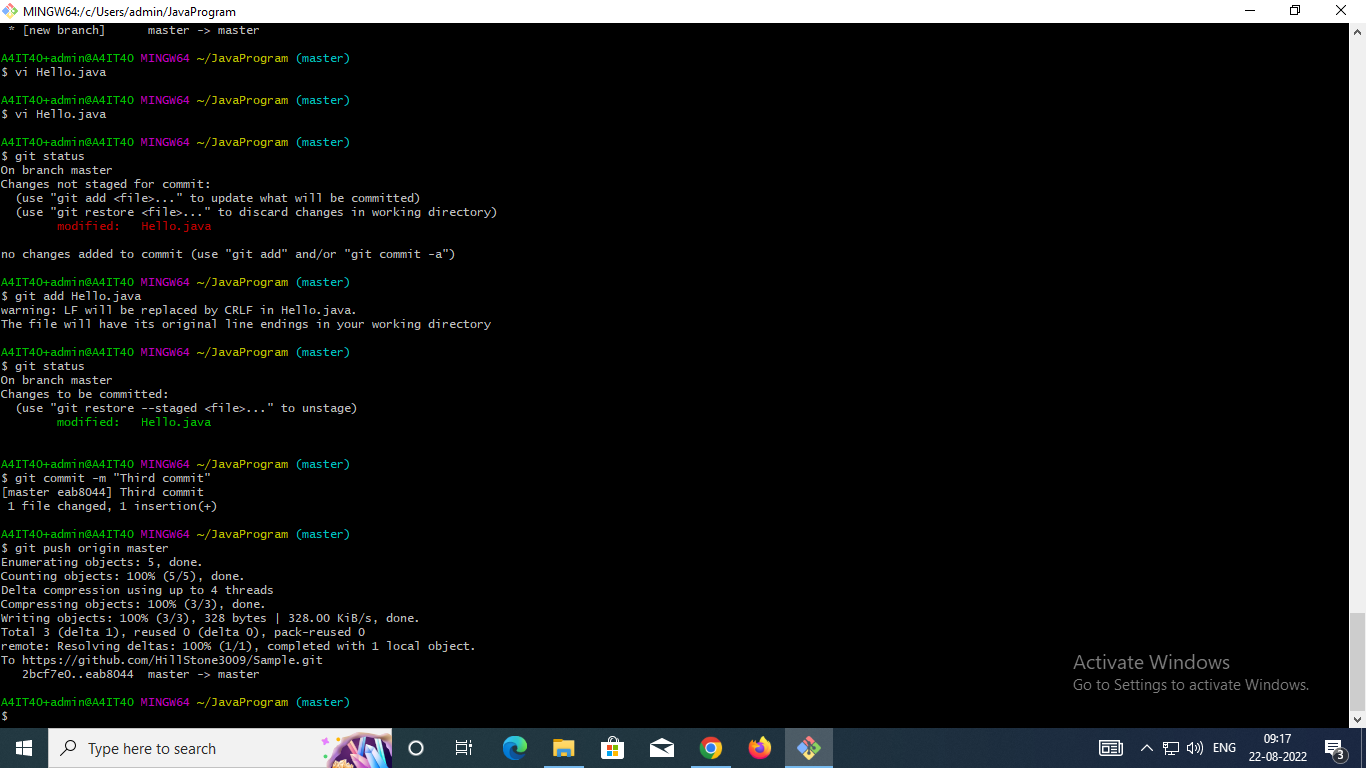 MINGW64:/c/Users/admin/JavaProgram
* [new branch]      master -> master
A4IT40+admin@A4IT40 MINGW64 ~/JavaProgram (master)
$ vi Hello.java
A4IT40+admin@A4IT40 MINGW64 ~/JavaProgram (master)
$ vi Hello.java
A4IT40+admin@A4IT40 MINGW64 ~/JavaProgram (master)
$ git status
On branch master
Changes not staged for commit:
  (use "git add <file>..." to update what will be committed)
  (use "git restore <file>..." to discard changes in working directory)
        modified:   Hello.java
no changes added to commit (use "git add" and/or "git commit -a")
A4IT40+admin@A4IT40 MINGW64 ~/JavaProgram (master)
$ git add Hello.java
warning: LF will be replaced by CRLF in Hello.java.
The file will have its original line endings in your working directory
A4IT40+admin@A4IT40 MINGW64 ~/JavaProgram (master)
$ git status
On branch master
Changes to be committed:
  (use "git restore --staged <file>..." to unstage)
        modified:   Hello.java
A4IT40+admin@A4IT40 MINGW64 ~/JavaProgram (master)
$ git commit -m "Third commit"
[master eab8044] Third commit
 1 file changed, 1 insertion(+)
A4IT40+admin@A4IT40 MINGW64 ~/JavaProgram (master)
$ git push origin master
Enumerating objects: 5, done.
Counting objects: 100% (5/5), done.
Delta compression using up to 4 threads
Compressing objects: 100% (3/3), done.
Writing objects: 100% (3/3), 328 bytes | 328.00 KiB/s, done.
Total 3 (delta 1), reused 0 (delta 0), pack-reused 0
remote: Resolving deltas: 100% (1/1), completed with 1 local object.
To https://github.com/HillStone3009/Sample.git
   2bcf7e0..eab8044  master -> master
A4IT40+admin@A4IT40 MINGW64 ~/JavaProgram (master)
$
Activate Windows
Go to Settings to activate Windows.
Type here to search
ENG
09:17
22-08-2022
3